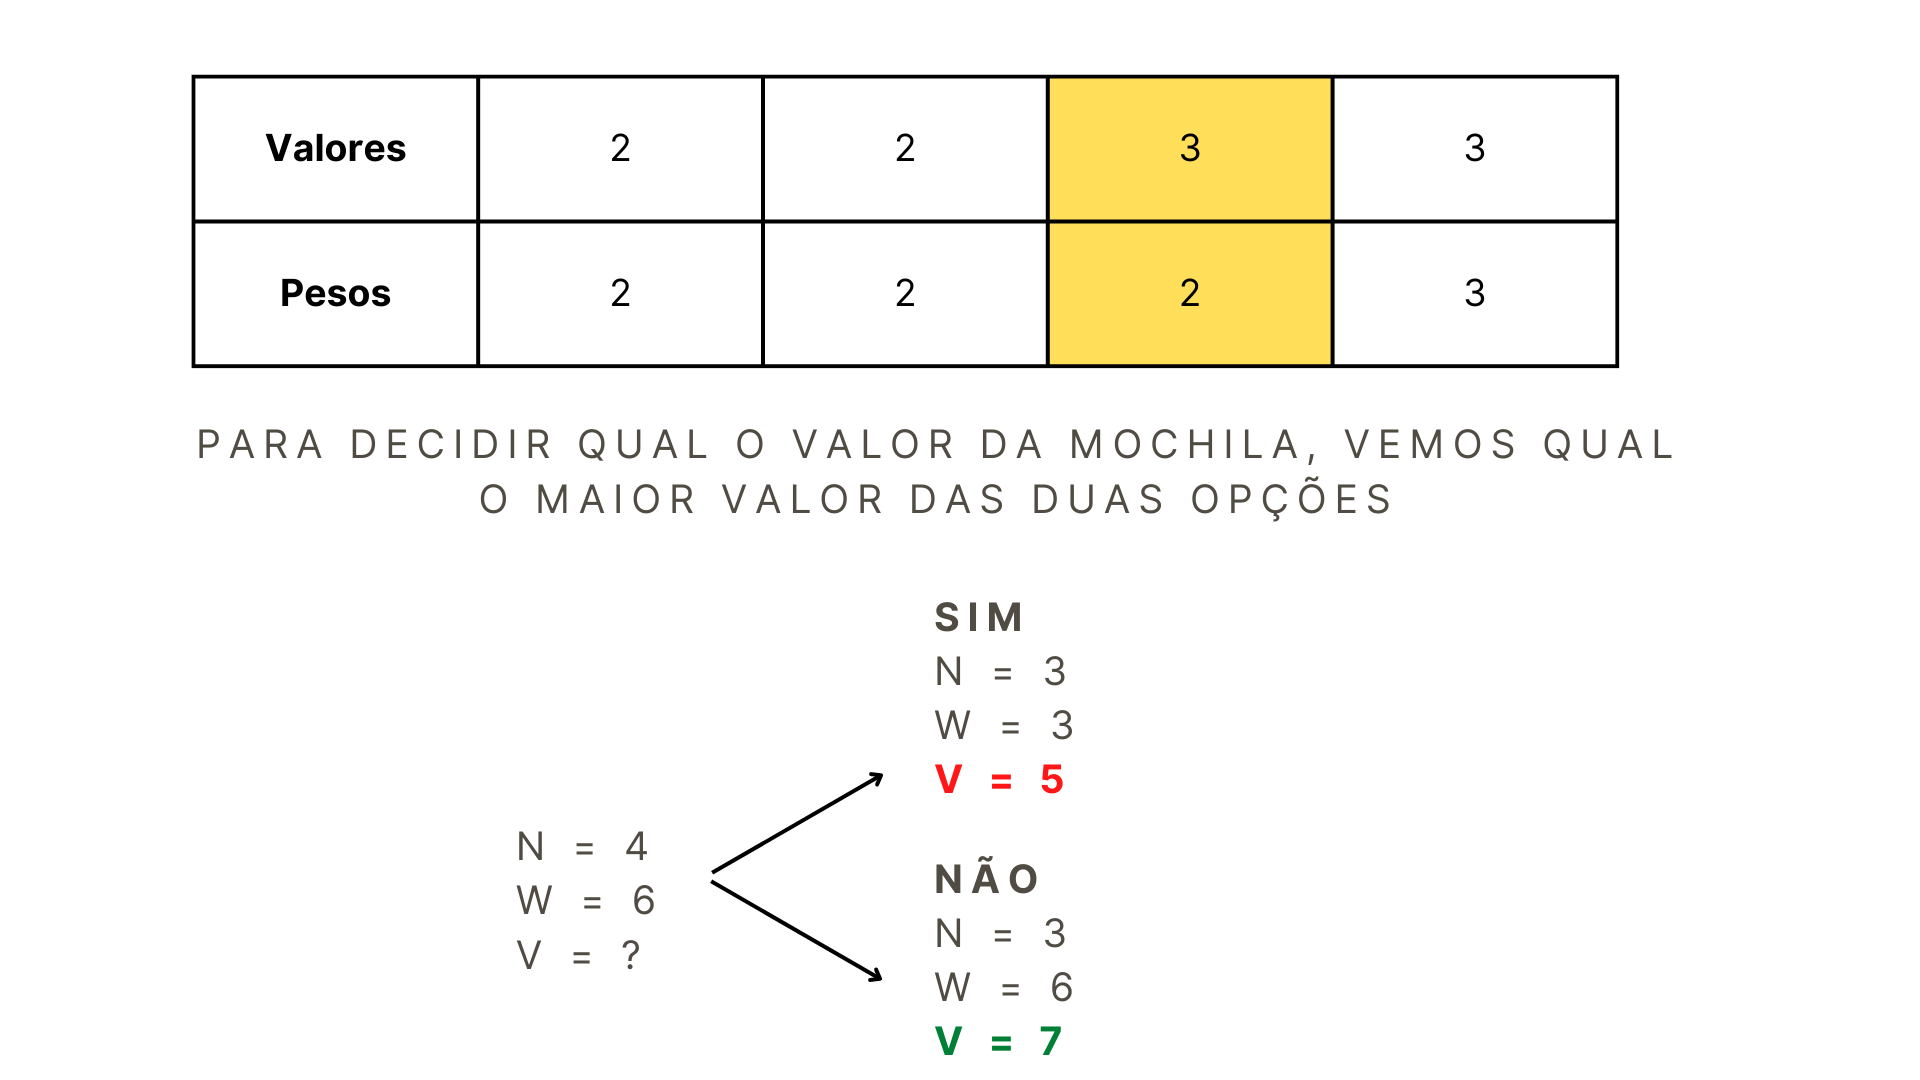 Valores 2 2 3 3
Pesos 2 2 2 3
PARA DECIDIR QUAL O VALOR DA MOCHILA, VEMOS QUAL
O MAIOR VALOR DAS DUAS OPÇÕES
SIM
N = 3
W = 3
V = 5
N = 4
W = 6
V = ?
NÃO
N = 3
W = 6
V = 7